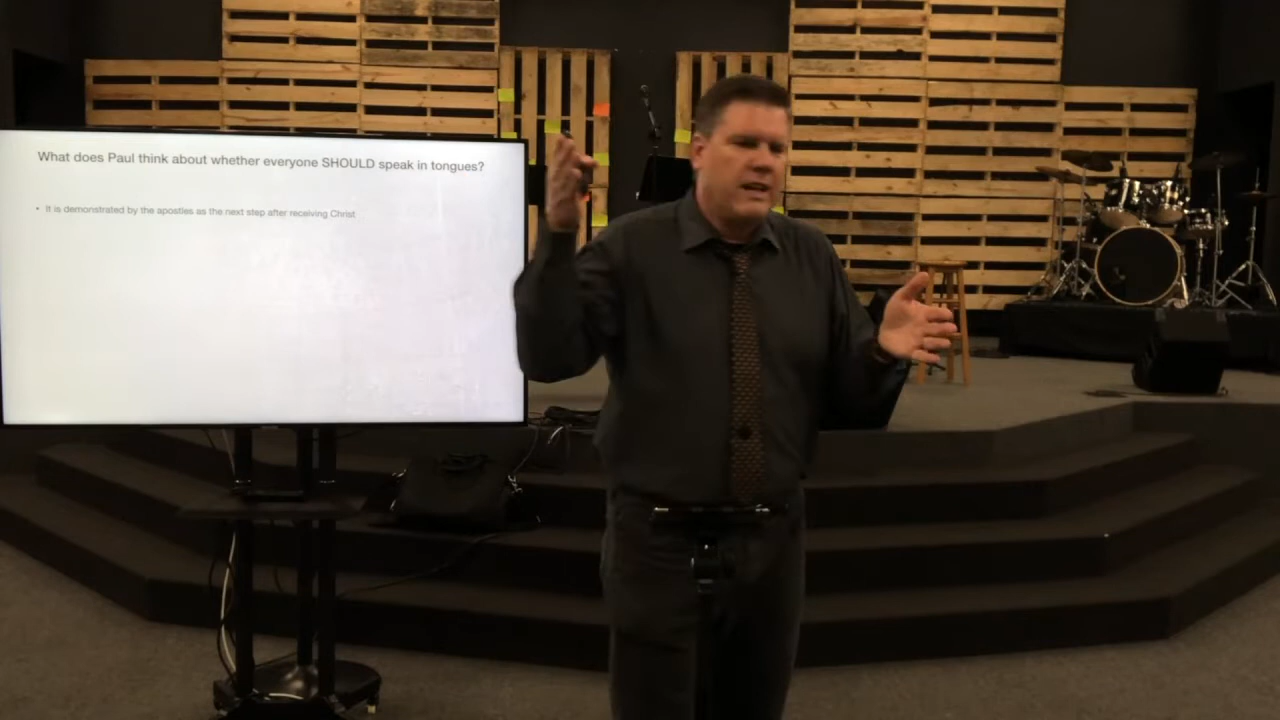 What does Paul think about whether everyone SHOULD speak in tongues?
• It is demonstrated by the apostles as the next step after receiving Christ